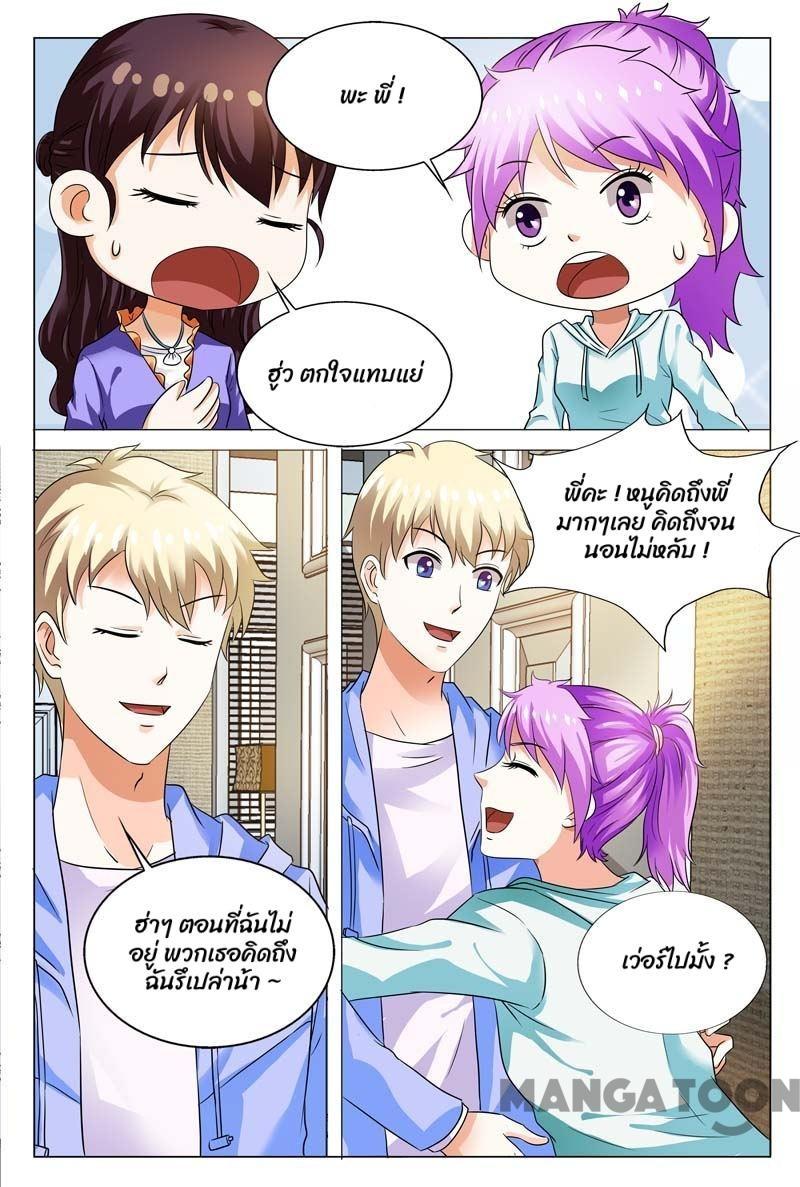 พะ พี่ !
ฮู่ว ตกใจแทบแย่
พี่คะ ! หนูคิดถึงพี่
มากๆเลย คิดถึงจน
นอนไม่หลับ !
ฮ่าๆ ตอนที่ฉันไม่
อยู่ พวกเธอคิดถึง
ฉันรึเปล่าน้า ~
เว่อร์ไปมั้ง ?
MANGATOON